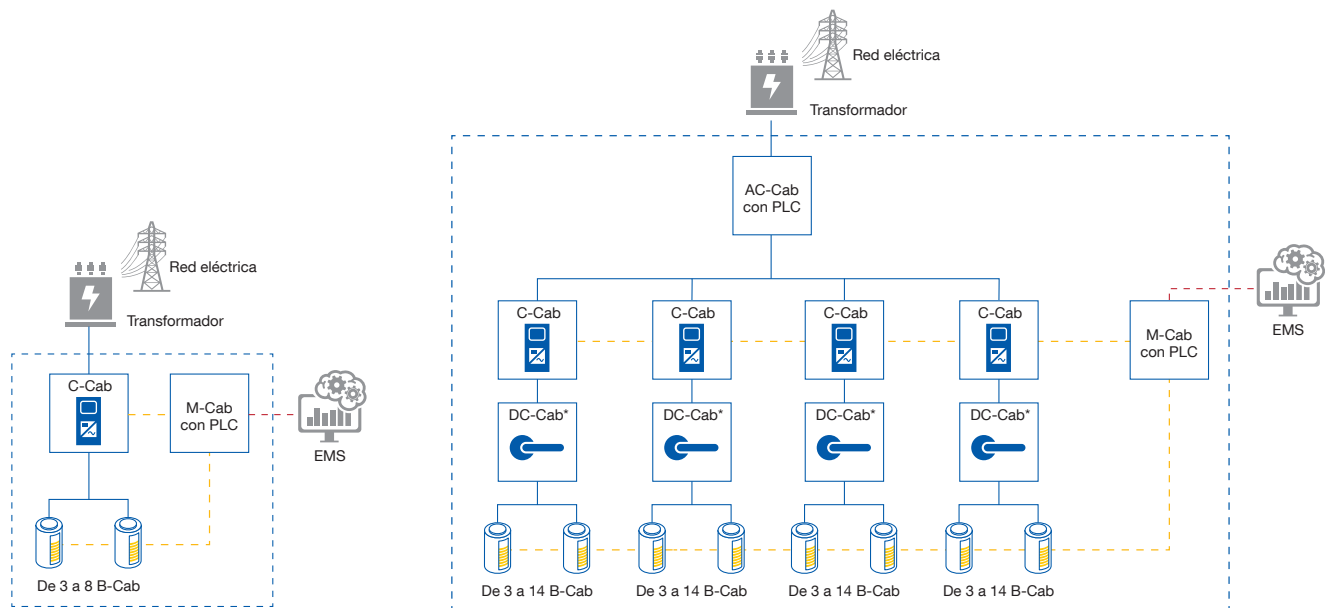 Red eléctrica
Transformador
C-Cab
M-Cab
con PLC
EMS
De 3 a 8 B-Cab
Red eléctrica
Transformador
AC-Cab
con PLC
C-Cab
C-Cab
C-Cab
C-Cab
M-Cab
con PLC
EMS
DC-Cab*
DC-Cab*
DC-Cab*
DC-Cab*
De 3 a 14 B-Cab
De 3 a 14 B-Cab
De 3 a 14 B-Cab
De 3 a 14 B-Cab